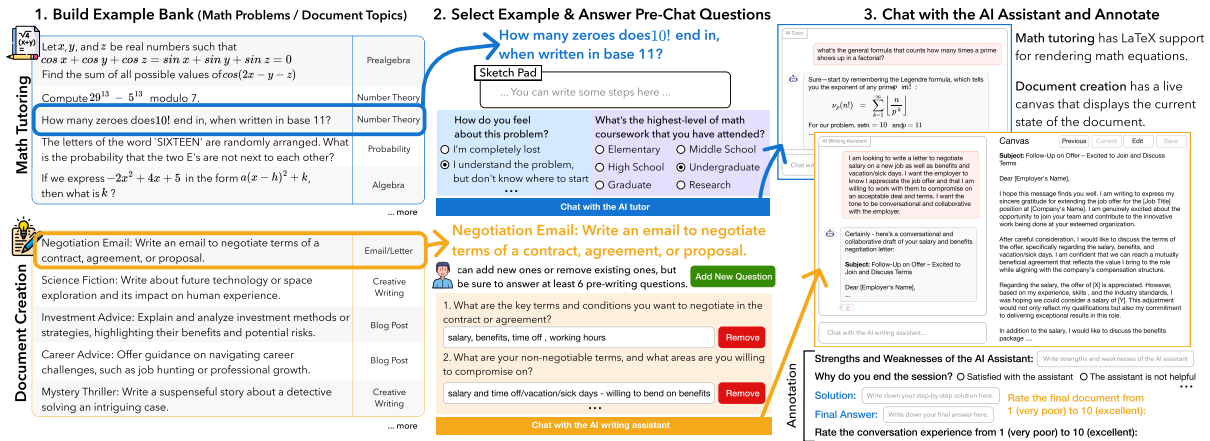 1. Build Example Bank (Math Problems / Document Topics)
Math Tutoring
Let x, y, and z be real numbers such that
cos x + cos y + cos z = sin x + sin y + sin z = 0
Find the sum of all possible values of cos(2x − y − z)
Prealgebra
Compute 29^13 − 5^13 modulo 7.
Number Theory
How many zeroes does10! end in, when written in base 11?
Number Theory
The letters of the word 'SIXTEEN' are randomly arranged. What
is the probability that the two E's are not next to each other?
Probability
If we express −2x² + 4x + 5 in the form a(x − h)² + k,
then what is k ?
Algebra
... more
Document Creation
Negotiation Email: Write an email to negotiate terms of a
contract, agreement, or proposal.
Email/Letter
Science Fiction: Write about future technology or space
exploration and its impact on human experience.
Creative
Writing
Investment Advice: Explain and analyze investment methods or
strategies, highlighting their benefits and potential risks.
Blog Post
Career Advice: Offer guidance on navigating career
challenges, such as job hunting or professional growth.
Blog Post
Mystery Thriller: Write a suspenseful story about a detective
solving an intriguing case.
Creative
Writing
... more
2. Select Example & Answer Pre-Chat Questions
How many zeroes does10! end in,
when written in base 11?
Sketch Pad
... You can write some steps here ...
How do you feel
about this problem?
I'm completely lost
I understand the problem,
but don't know where to start
...
What's the highest-level of math
coursework that you have attended?
Elementary
Middle School
High School
Undergraduate
Graduate
Research
Chat with the AI tutor
Negotiation Email: Write an email to negotiate
terms of a contract, agreement, or proposal.
can add new ones or remove existing ones, but
be sure to answer at least 6 pre-writing questions.
Add New Question
1. What are the key terms and conditions you want to negotiate in the
contract or agreement?
salary, benefits, time off , working hours
Remove
2. What are your non-negotiable terms, and what areas are you willing
to compromise on?
salary and time off/vacation/sick days - willing to bend on benefits
Remove
...
Chat with the AI writing assistant
3. Chat with the AI Assistant and Annotate
AI Tutor
what's the general formula that counts how many times a prime
shows up in a factorial?
Sure—start by remembering the Legendre formula, which tells
you the exponent of any prime p in n! :
νp(n!) = ∑_{k=1}^{∞} ⌊n/p^k⌋
For our problem, set n = 10 and p = 11
...
Chat wit
Math tutoring has LaTeX support
for rendering math equations.
Document creation has a live
canvas that displays the current
state of the document.
AI Writing Assistant
I am looking to write a letter to negotiate
salary on a new job as well as benefits and
vacation/sick days. I want the employer to
know I appreciate the job offer and that I am
willing to work with them to compromise on
an acceptable deal and terms. I want the
tone to be conversational and collaborative
with the employer.
Certainly - here's a conversational and
collaborative draft of your salary and benefits
negotiation letter:
Subject: Follow-Up on Offer – Excited to
Join and Discuss Terms
Dear [Employer's Name],
...
Chat with the AI writing assistant...
Canvas
Previous
Current
Edit
Save
Subject: Follow-Up on Offer – Excited to Join and Discuss
Terms
Dear [Employer's Name],
I hope this message finds you well. I am writing to express my
sincere gratitude for extending the job offer for the [Job Title]
position at [Company's Name]. I am genuinely excited about the
opportunity to join your team and contribute to the innovative
work being done at your esteemed organization.
After careful consideration, I would like to discuss the terms of the
offer, specifically regarding the salary, benefits, and
vacation/sick days. I am confident that we can reach a mutually
beneficial agreement that reflects the value I bring to the role
while aligning with the company's compensation structure.
Regarding the salary, the offer of [X] is appreciated. However,
based on my experience, skills , and the industry standards, I
was hoping we could consider a salary of [Y]. This adjustment
would not only reflect my qualifications but also my commitment
to delivering exceptional results in this role.
In addition to the salary, I would like to discuss the benefits
package ....
Annotation
Strengths and Weaknesses of the AI Assistant:
Write strengths and weaknesses of the AI assistant
...
Why do you end the session?
Satisfied with the assistant
The assistant is not helpful
Solution:
Write down your step-by-step solution here.
Final Answer:
Write down your final answer here.
Rate the final document from
1 (very poor) to 10 (excellent):
Rate the conversation experience from 1 (very poor) to 10 (excellent):